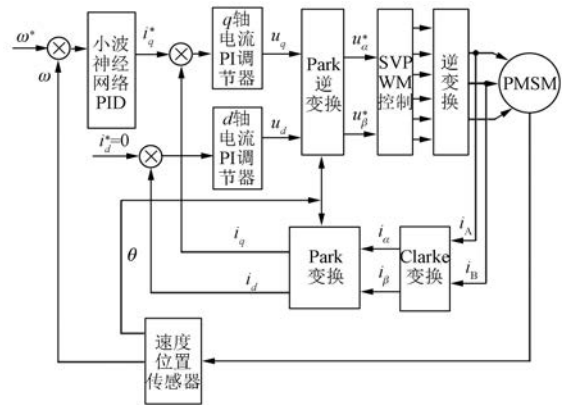 ω*
ω
小波
神经
网络
PID
i*q
q轴
电流
PI调
节器
uq
Park
逆
变换
u*α
u*β
SVP
WM
控制
逆
变
换
PMSM
i*d=0
d轴
电流
PI调
节器
ud
θ
iq
id
Park
变换
iα
iβ
Clarke
变换
iA
iB
速度
位置
传感器